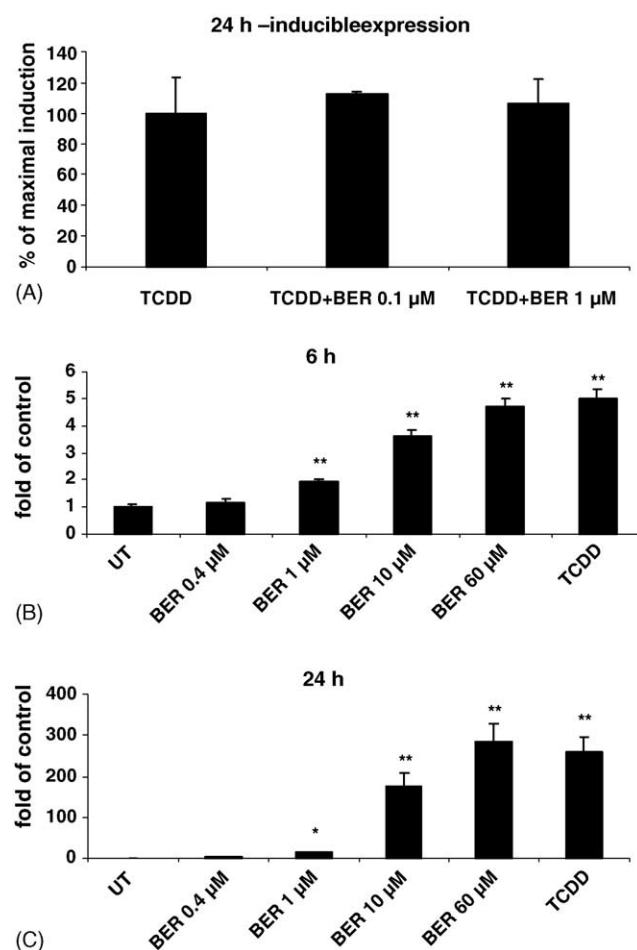 24 h –inducibleexpression
% of maximal induction
140
120
100
80
60
40
20
0
TCDD
TCDD+BER 0.1 µM
TCDD+BER 1 µM
(A)
6 h
fold of control
6
5
4
3
2
1
0
**
**
**
**
UT
BER 0.4 µM
BER 1 µM
BER 10 µM
BER 60 µM
TCDD
(B)
24 h
fold of control
400
300
200
100
0
*
**
**
**
UT
BER 0.4 µM
BER 1 µM
BER 10 µM
BER 60 µM
TCDD
(C)